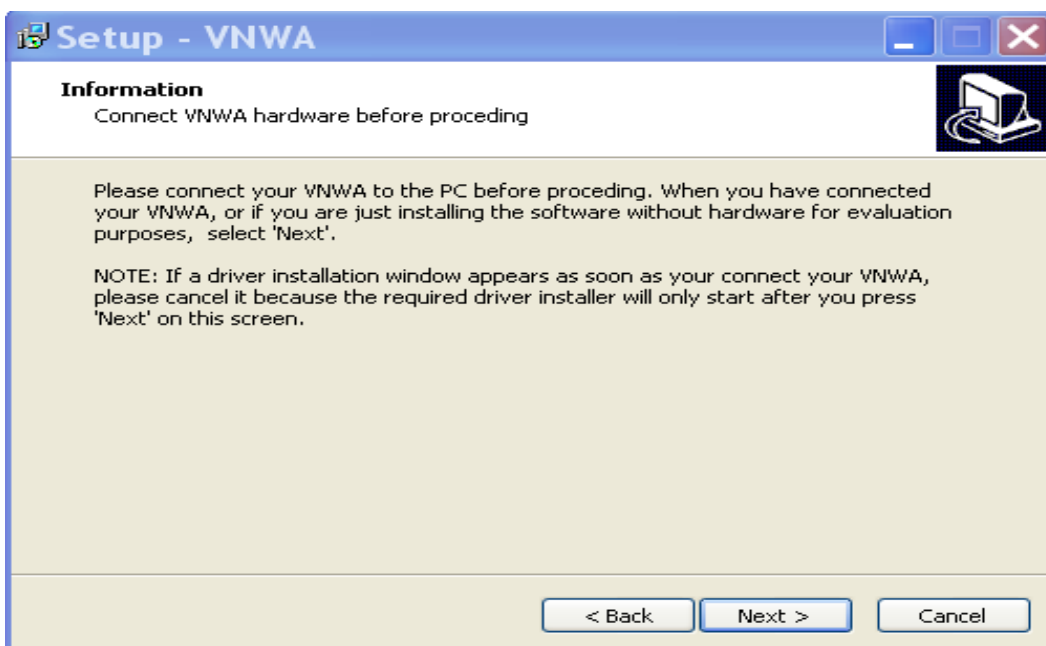 Setup - VNWA
Information
Connect VNWA hardware before proceding
Please connect your VNWA to the PC before proceding. When you have connected
your VNWA, or if you are just installing the software without hardware for evaluation
purposes,  select 'Next'.
NOTE: If a driver installation window appears as soon as your connect your VNWA,
please cancel it because the required driver installer will only start after you press
'Next' on this screen.
< Back
Next >
Cancel